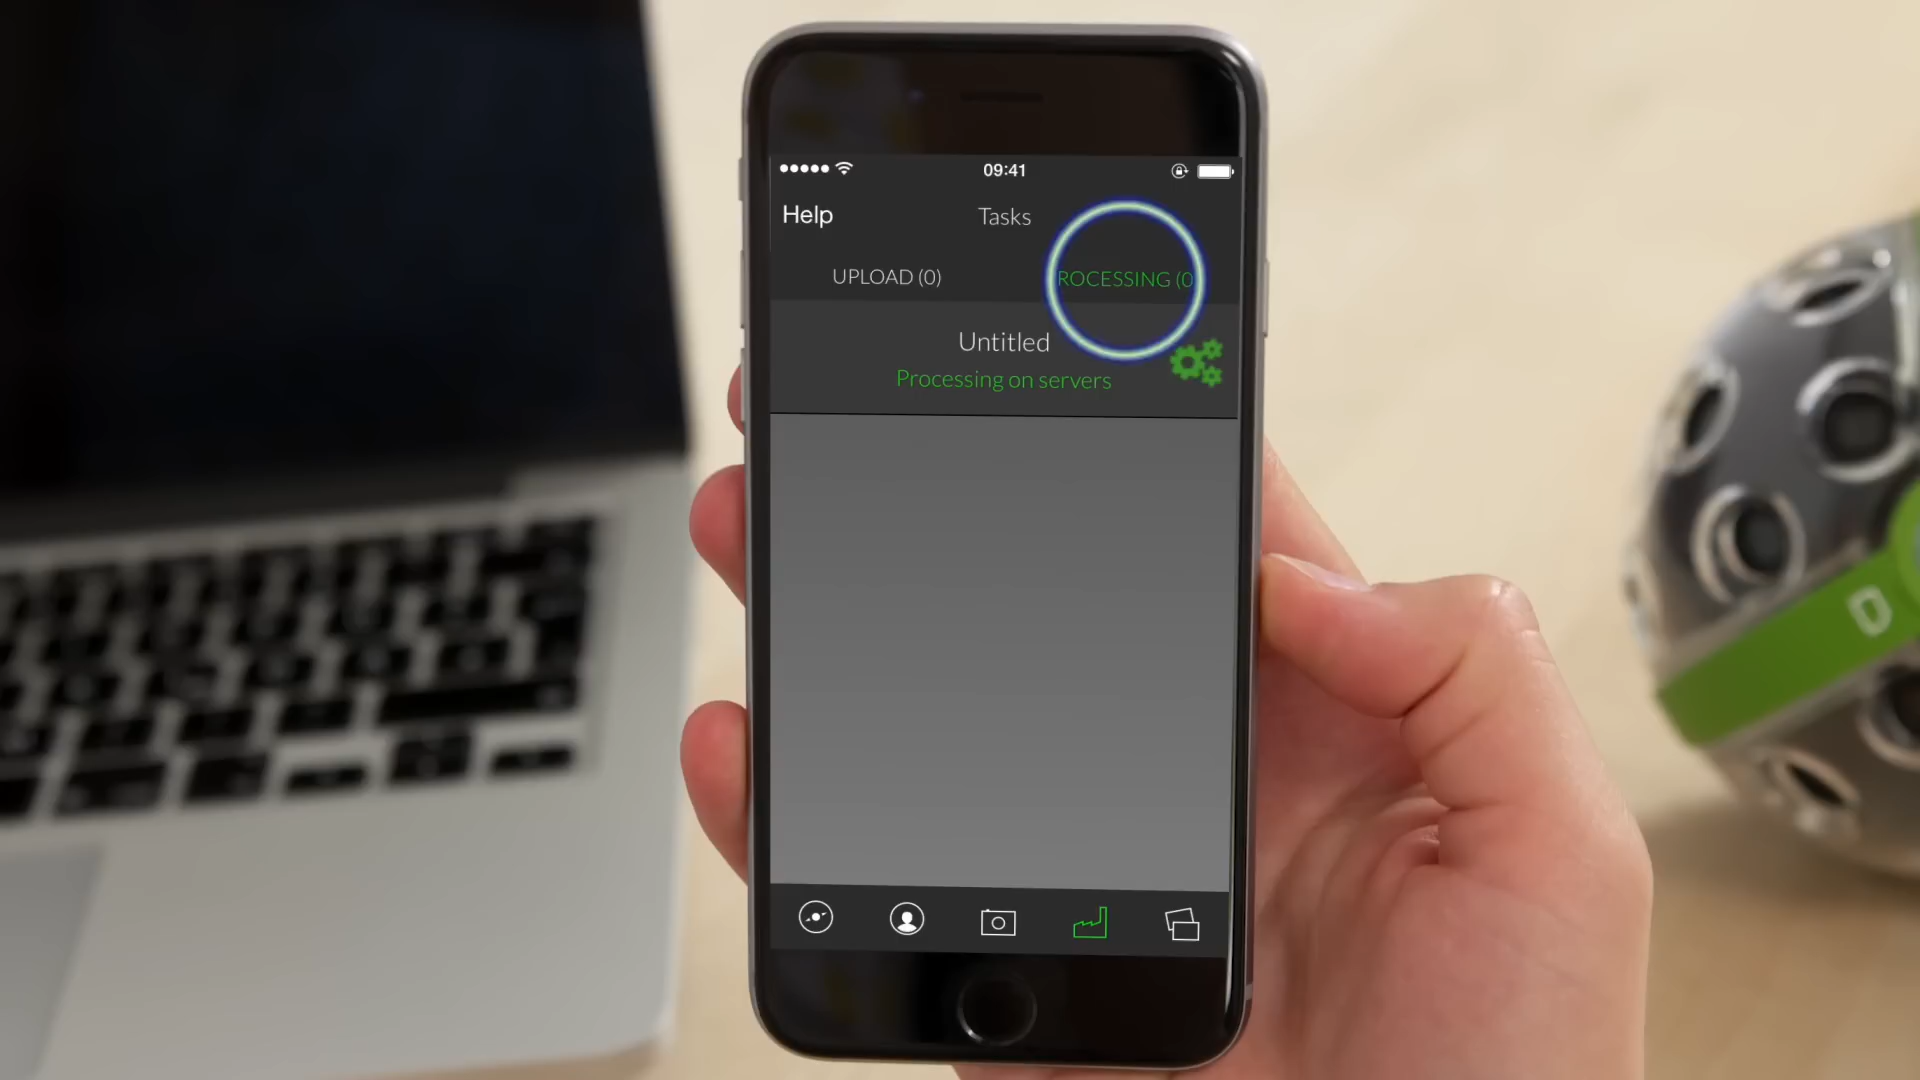 09:41
Help
Tasks
UPLOAD (0)
ROCESSING (0
Untitled
Processing on servers
D